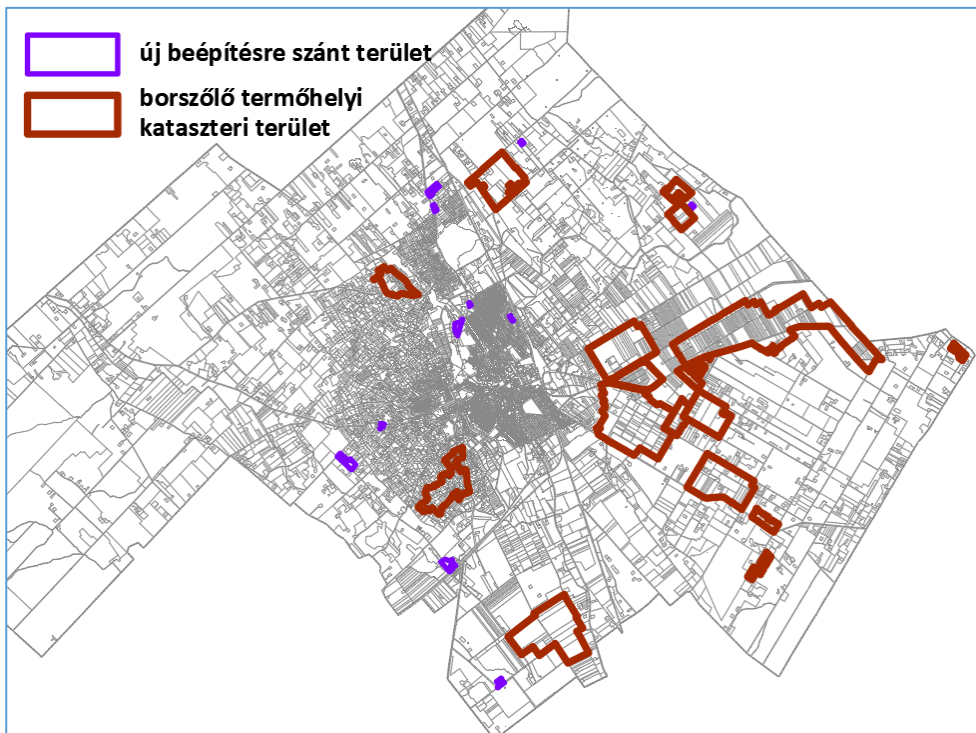 új beépítésre szánt terület
borszőlő termőhelyi
kataszteri terület